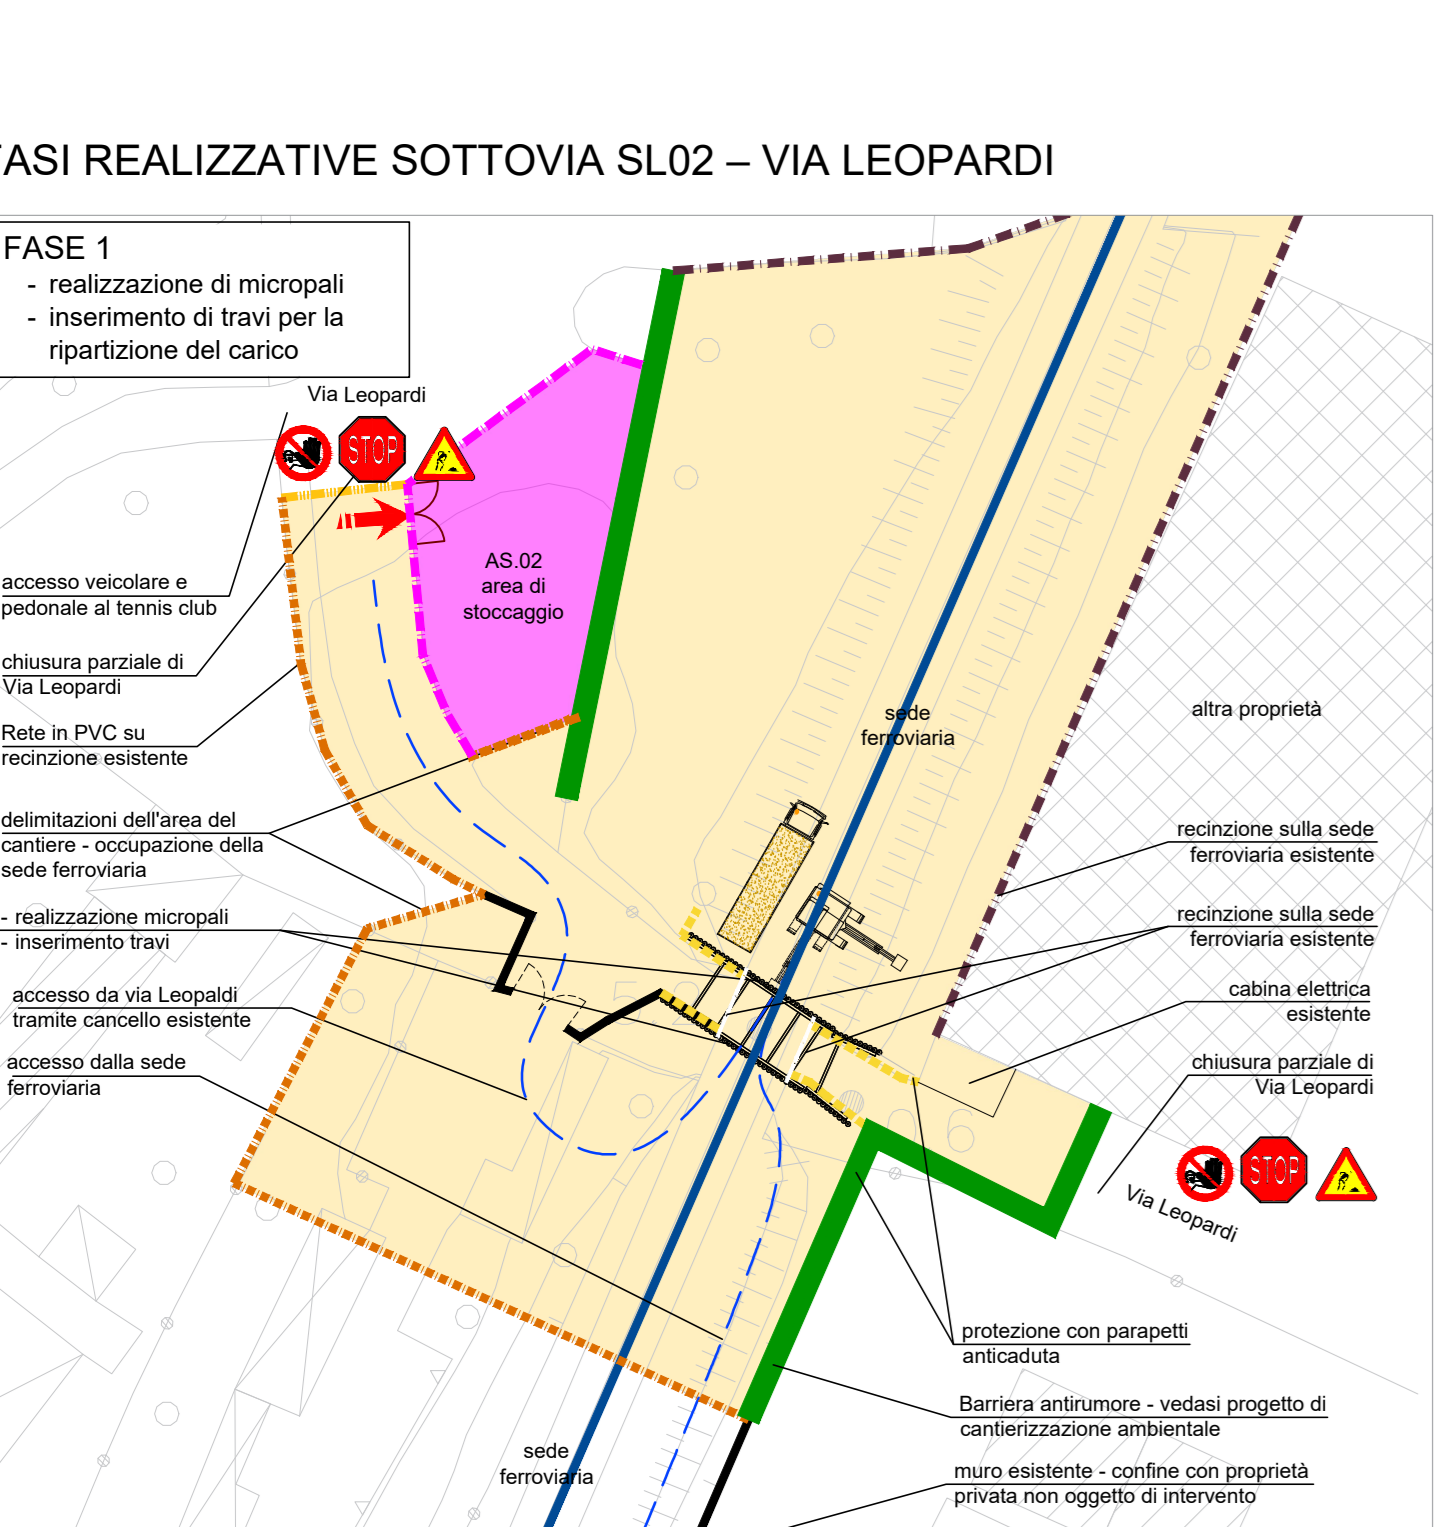 FASI REALIZZATIVE SOTTOVIA SL02 – VIA LEOPARDI
FASE 1
- realizzazione di micropali
- inserimento di travi per la
ripartizione del carico
Via Leopardi
STOP
AS.02
area di
stoccaggio
accesso veicolare e
pedonale al tennis club
chiusura parziale di
Via Leopardi
Rete in PVC su
recinzione esistente
delimitazioni dell'area del
cantiere - occupazione della
sede ferroviaria
- realizzazione micropali
- inserimento travi
accesso da via Leopaldi
tramite cancello esistente
accesso dalla sede
ferroviaria
sede
ferroviaria
altra proprietà
recinzione sulla sede
ferroviaria esistente
recinzione sulla sede
ferroviaria esistente
cabina elettrica
esistente
chiusura parziale di
Via Leopardi
STOP
Via Leopardi
protezione con parapetti
anticaduta
Barriera antirumore - vedasi progetto di
cantierizzazione ambientale
muro esistente - confine con proprietà
privata non oggetto di intervento
sede
ferroviaria